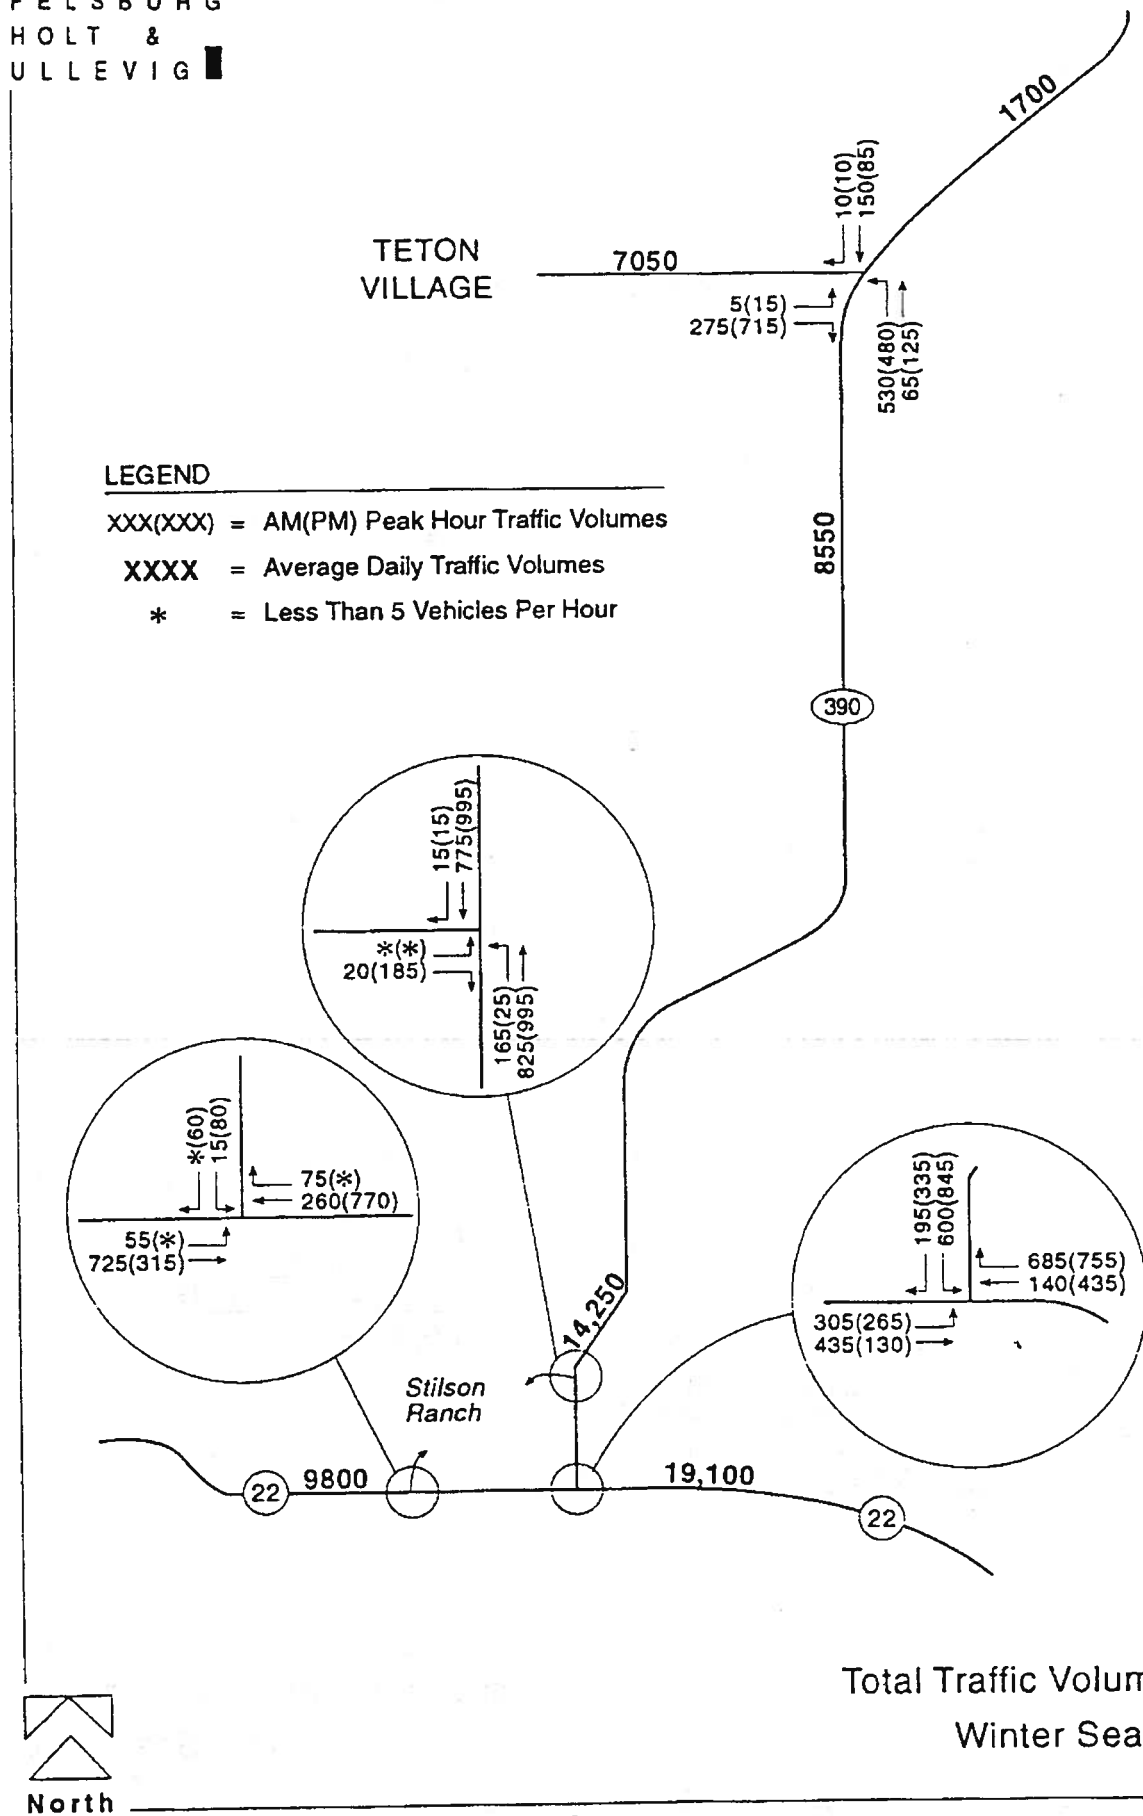 FELSBURG
HOLT &
ULLEVIG
1700
10(10)
150(85)
TETON
VILLAGE
7050
5(15)
275(715)
530(480)
65(125)
LEGEND
XXX(XXX) = AM(PM) Peak Hour Traffic Volumes
XXXX = Average Daily Traffic Volumes
* = Less Than 5 Vehicles Per Hour
8550
390
15(15)
775(995)
*(*)
20(185)
165(25)
825(995)
*(60)
15(80)
75(*)
260(770)
55(*)
725(315)
195(335)
600(845)
685(755)
140(435)
305(265)
435(130)
14,250
Stilson
Ranch
22
9800
19,100
22
Total Traffic Volum
Winter Sea
North